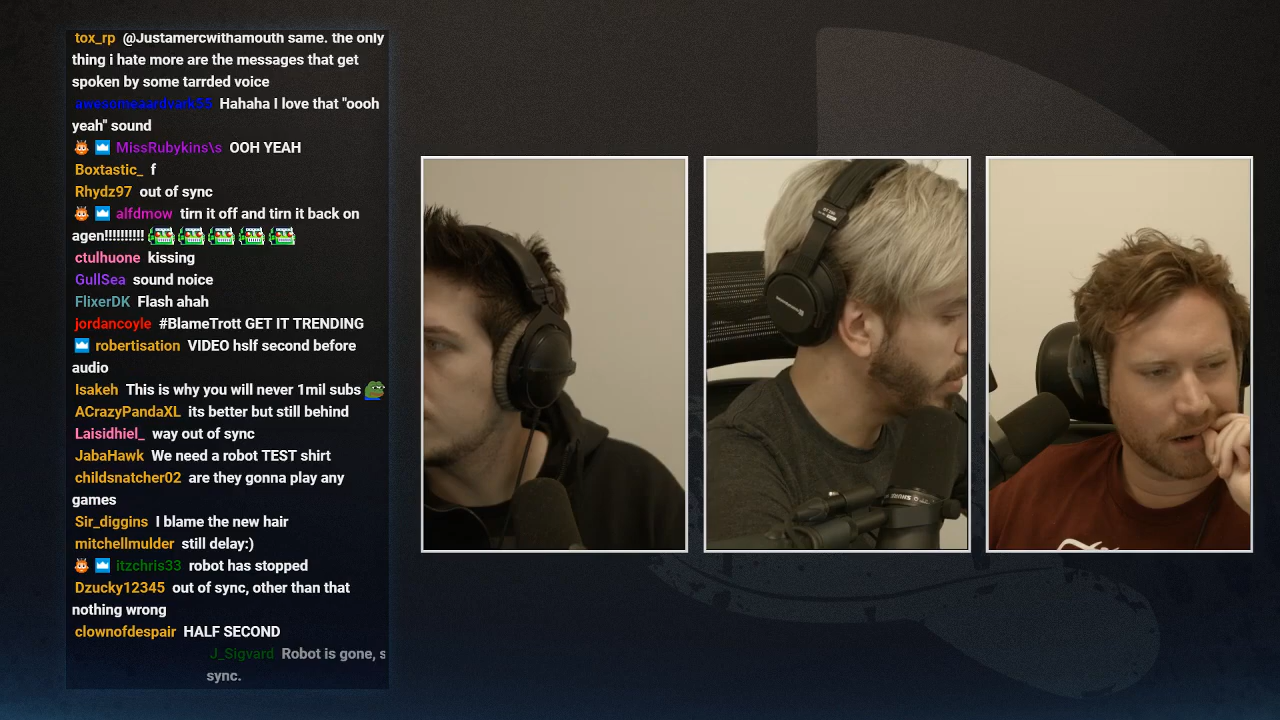 tox_rp @Justamercwithamouth same. the only
thing i hate more are the messages that get
spoken by some tarrded voice
awesomeaardvark55 Hahaha I love that "oooh
yeah" sound
MissRubykins\s OOH YEAH
Boxtastic_ f
Rhydz97 out of sync
alfdmow tirn it off and tirn it back on
agen!!!!!!!!!!
ctulhuone kissing
GullSea sound noice
FlixerDK Flash ahah
jordancoyle #BlameTrott GET IT TRENDING
robertisation VIDEO hslf second before
audio
Isakeh This is why you will never 1mil subs
ACrazyPandaXL its better but still behind
Laisidhiel_ way out of sync
JabaHawk We need a robot TEST shirt
childsnatcher02 are they gonna play any
games
Sir_diggins I blame the new hair
mitchellmulder still delay:)
itzchris33 robot has stopped
Dzucky12345 out of sync, other than that
nothing wrong
clownofdespair HALF SECOND
J_Sigvard Robot is gone, s
sync.